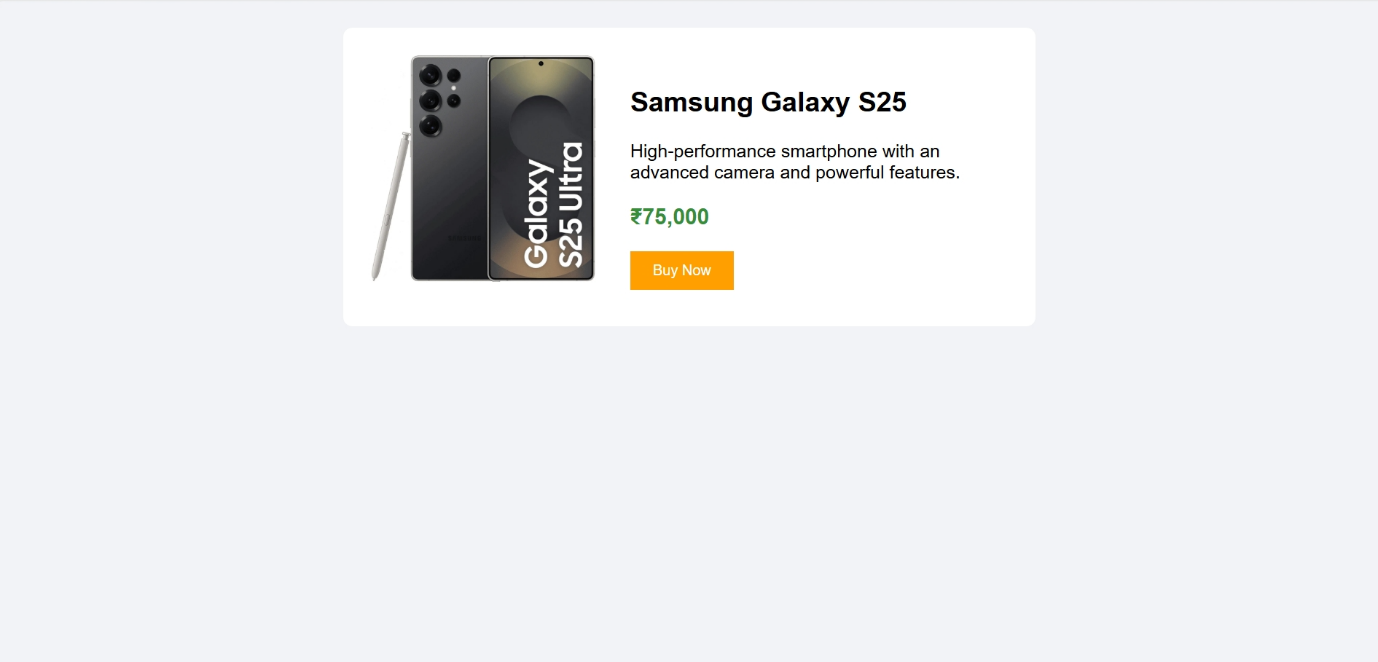 Galaxy
S25 Ultra
Samsung Galaxy S25
High-performance smartphone with an
advanced camera and powerful features.
₹75,000
Buy Now